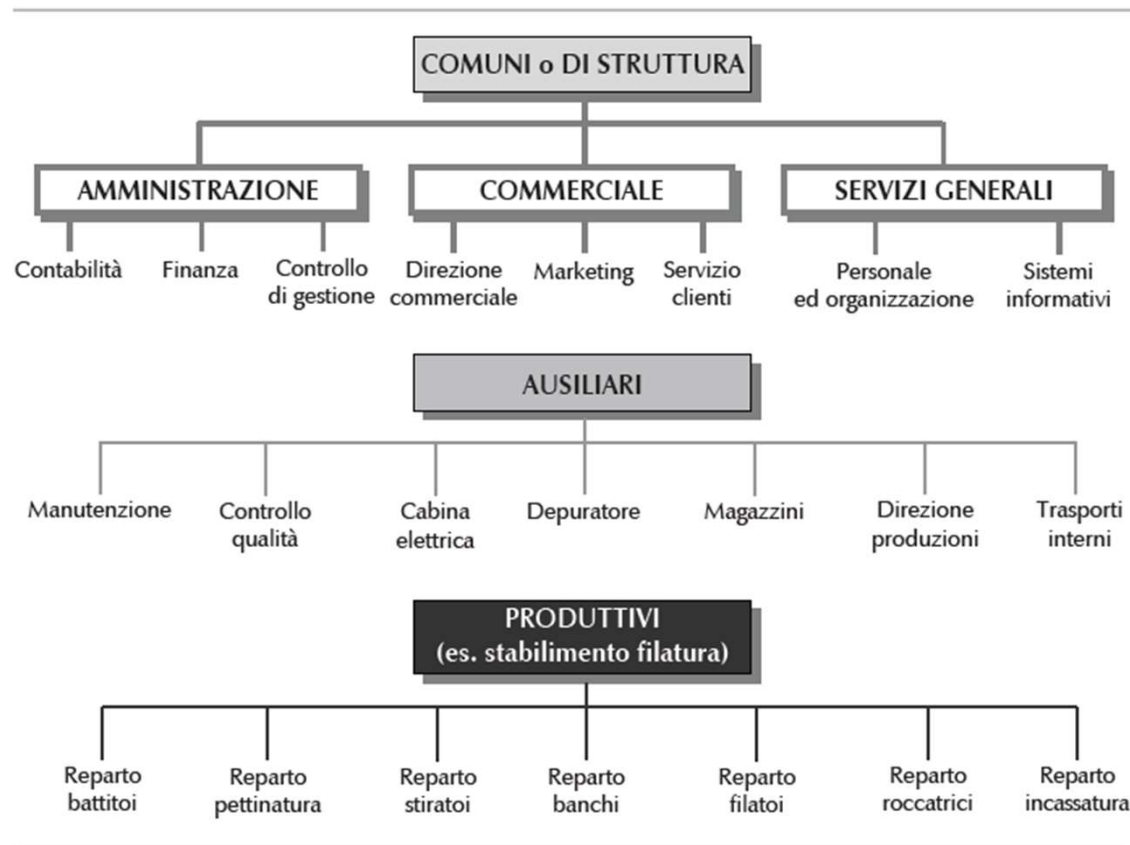 COMUNI o DI STRUTTURA
AMMINISTRAZIONE
COMMERCIALE
SERVIZI GENERALI
Contabilità
Finanza
Controllo
di gestione
Direzione
commerciale
Marketing
Servizio
clienti
Personale
ed organizzazione
Sistemi
informativi
AUSILIARI
Manutenzione
Controllo
qualità
Cabina
elettrica
Depuratore
Magazzini
Direzione
produzioni
Trasporti
interni
PRODUTTIVI
(es. stabilimento filatura)
Reparto
battitoi
Reparto
pettinatura
Reparto
stiratoi
Reparto
banchi
Reparto
filatoi
Reparto
roccatrici
Reparto
incassatura